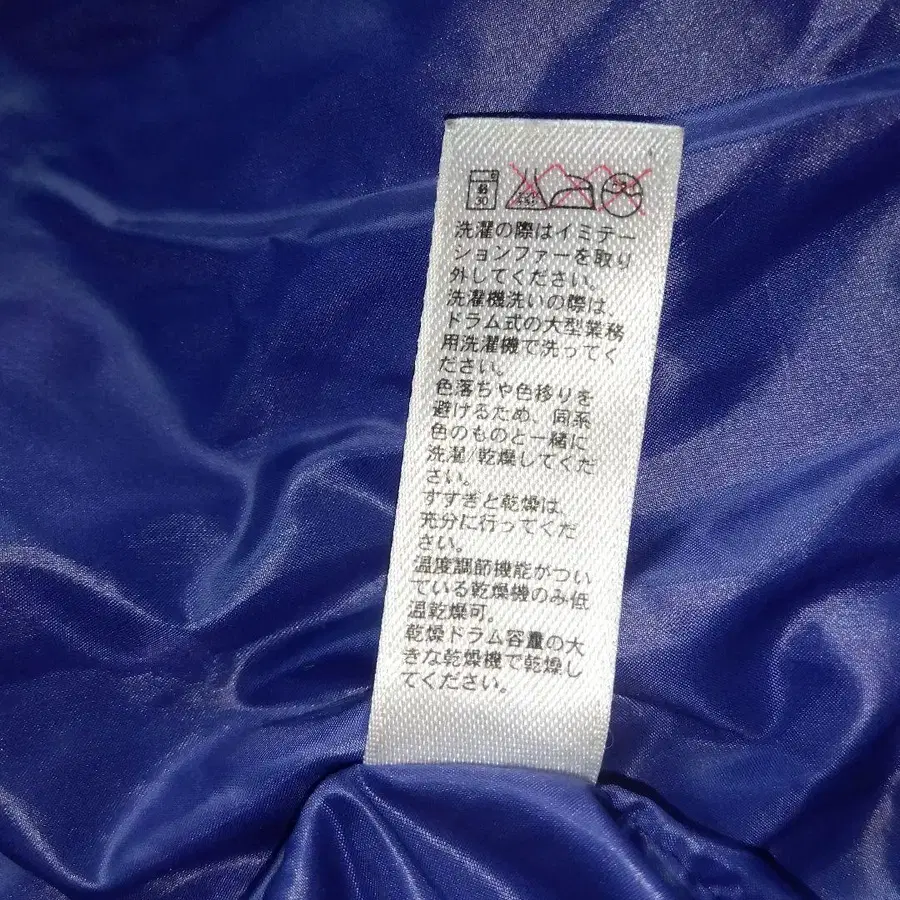 弱
30
洗濯の際はイミテー
ションファーを取り
外してください。
洗濯機洗いの際は、
ドラム式の大型業務
用洗濯機で洗ってく
ださい。
色落ちや色移りを
避けるため、同系
色のものと一緒に
洗濯/乾燥してくだ
さい。
すすぎと乾燥は、
充分に行ってくだ
さい。
温度調節機能がつい
ている乾燥機のみ低
温乾燥可。
乾燥ドラム容量の大
きな乾燥機で乾燥し
てください。